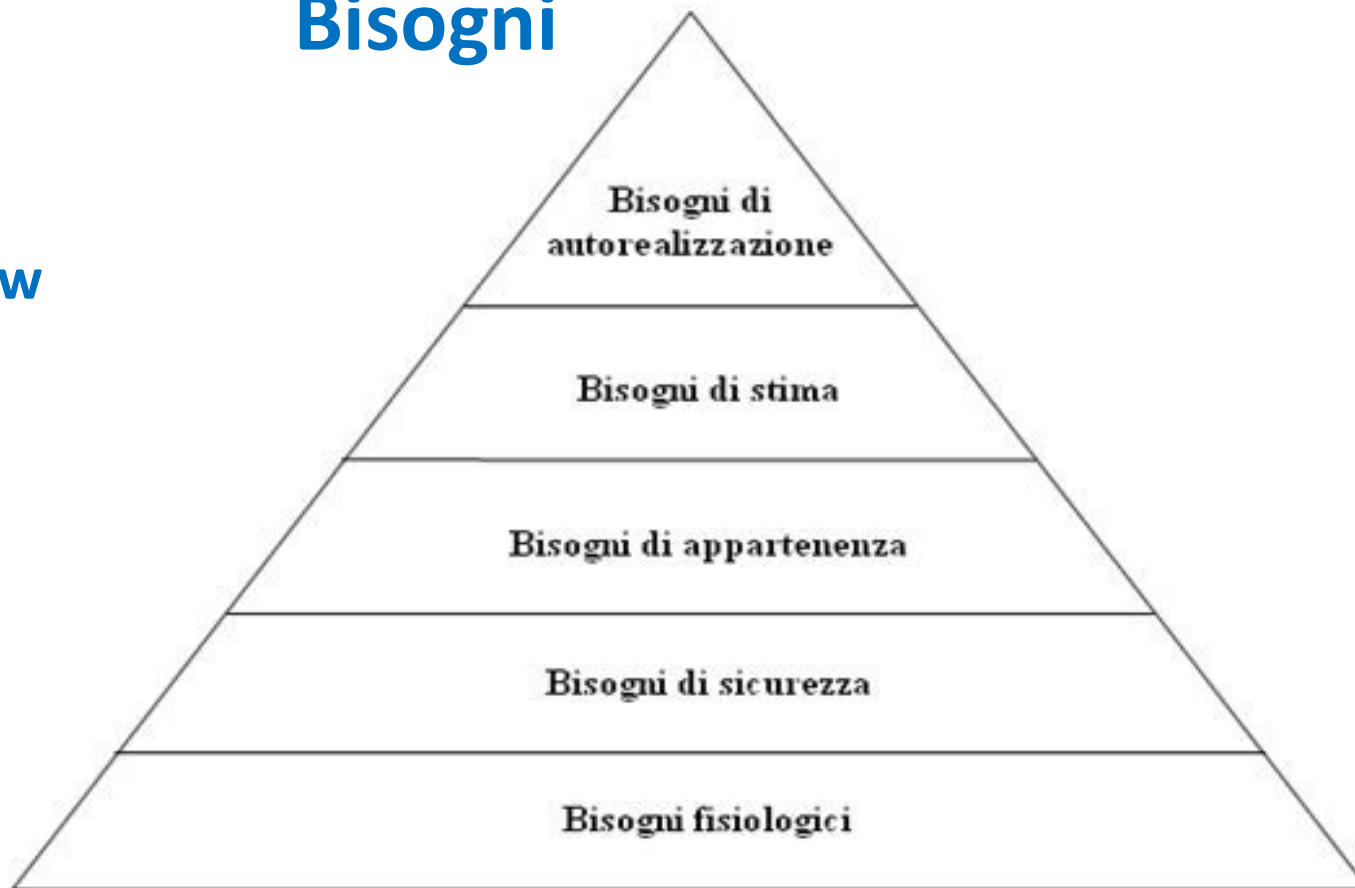 Bisogni
w
Bisogni di
autorealizzazione
Bisogni di stima
Bisogni di appartenenza
Bisogni di sicurezza
Bisogni fisiologici